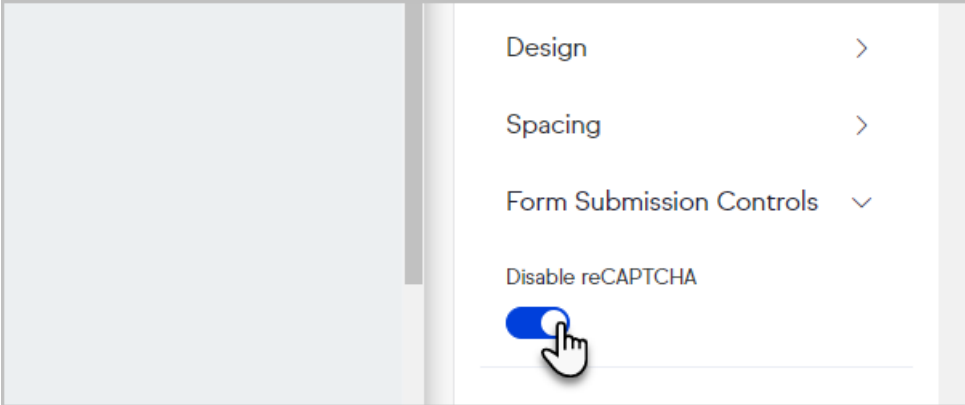 Design
Spacing
Form Submission Controls
Disable reCAPTCHA